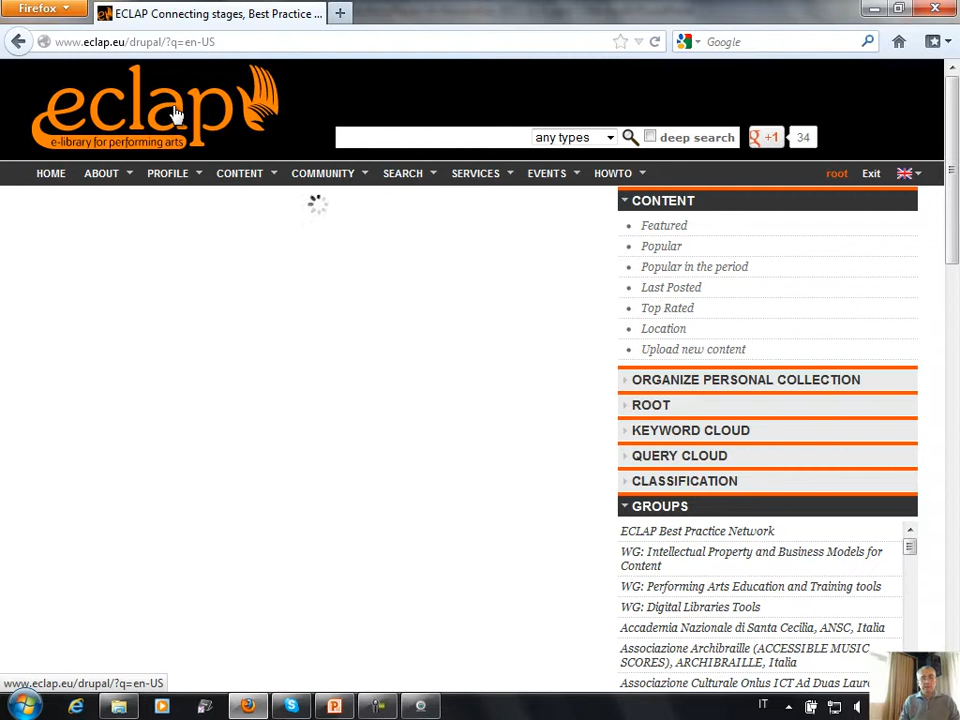 Firefox
ECLAP Connecting stages, Best Practice ...
www.eclap.eu/drupal/?q=en-US
Google
eclap
e-library for performing arts
any types
deep search
+1
34
HOME
ABOUT
PROFILE
CONTENT
COMMUNITY
SEARCH
SERVICES
EVENTS
HOWTO
root
Exit
CONTENT
Featured
Popular
Popular in the period
Last Posted
Top Rated
Location
Upload new content
ORGANIZE PERSONAL COLLECTION
ROOT
KEYWORD CLOUD
QUERY CLOUD
CLASSIFICATION
GROUPS
ECLAP Best Practice Network
WG: Intellectual Property and Business Models for
Content
WG: Performing Arts Education and Training tools
WG: Digital Libraries Tools
Accademia Nazionale di Santa Cecilia, ANSC, Italia
Associazione Archibraille (ACCESSIBLE MUSIC
SCORES), ARCHIBRAILLE, Italia
Associazione Culturale Onlus ICT Ad Duas Laur
www.eclap.eu/drupal/?q=en-US
IT